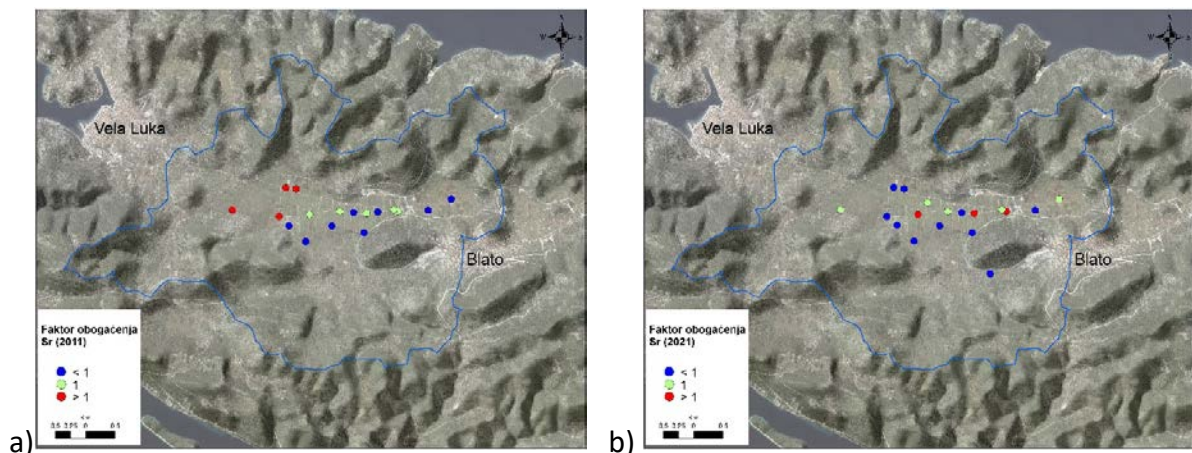 Vela Luka
Blato
Faktor obogaćenja
Sr (2011)
< 1
1
> 1
a)
Vela Luka
Blato
Faktor obogaćenja
Sr (2021)
< 1
1
> 1
b)